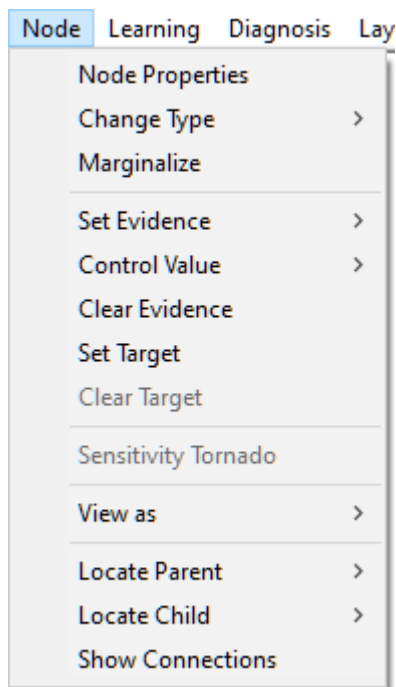 Node Learning Diagnosis Lay
Node Properties
Change Type
Marginalize
Set Evidence
Control Value
Clear Evidence
Set Target
Clear Target
Sensitivity Tornado
View as
Locate Parent
Locate Child
Show Connections